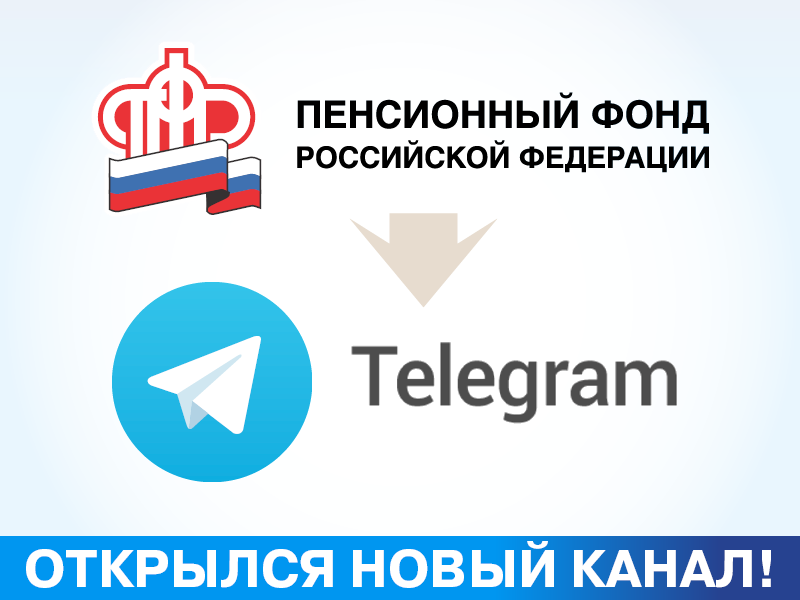 ПЕНСИОННЫЙ ФОНД
РОССИЙСКОЙ ФЕДЕРАЦИИ
Telegram
ОТКРЫЛСЯ НОВЫЙ КАНАЛ!